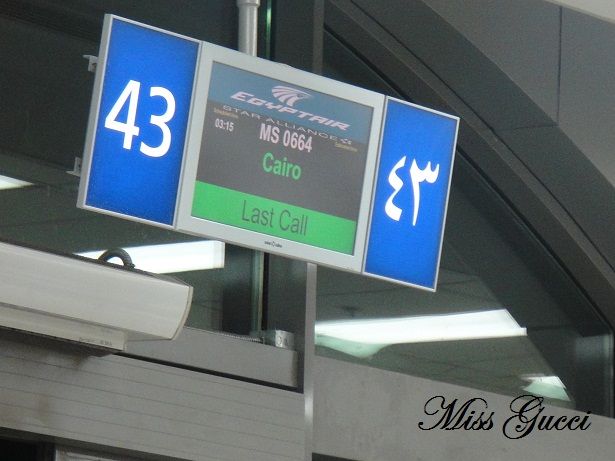 43
EGYPTAIR
STAR ALLIANCE
03:15
MS 0664
Cairo
Last Call
٤٣
Miss Gucci